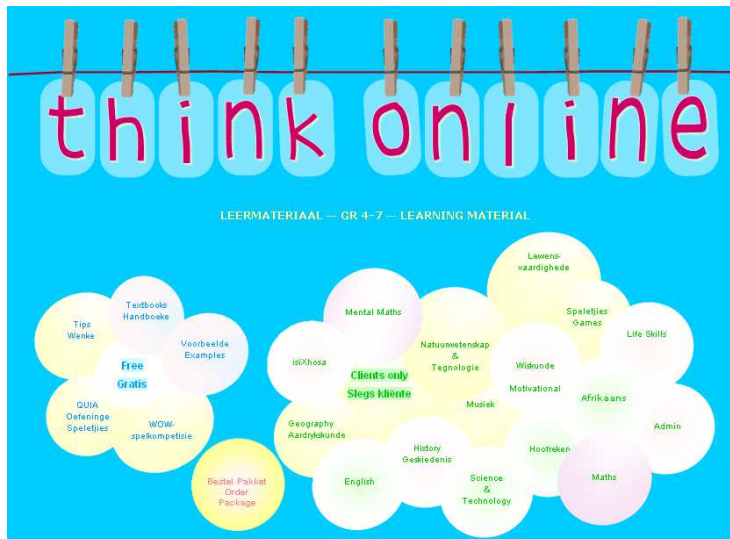 think online
LEERMATERIAAL -- GR 4-7 -- LEARNING MATERIAL
Tips
Wenke
Textbooks
Handboeke
Voorbeelde
Examples
Free
Gratis
QUIA
Oefeninge
Speletjies
WOW-
spelkompetisie
Bestel Pakket
Order
Package
Mental Maths
isiXhosa
Clients only
Slegs kliënte
Geography
Aardrykskunde
English
History
Geskiedenis
Natuurwetenskap
&
Tegnologie
Musiek
Lewens-
vaardighede
Speletjies
Games
Life Skills
Wiskunde
Motivational
Afrikaans
Admin
Hoofreken
Science
&
Technology
Maths